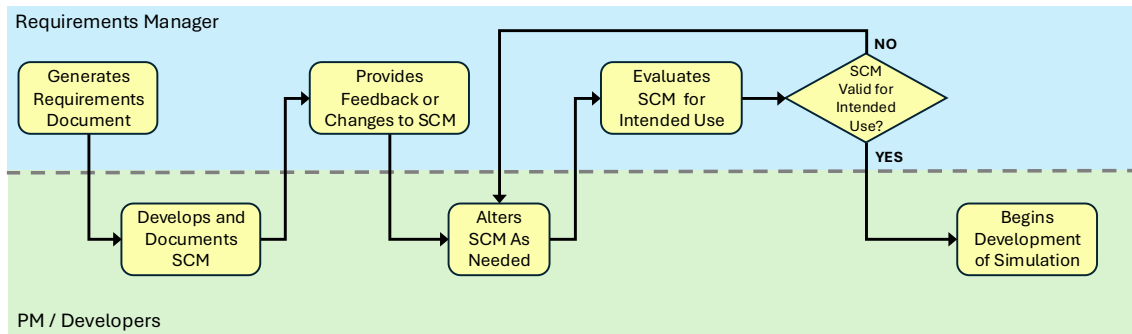 Requirements Manager
Generates
Requirements
Document
Provides
Feedback or
Changes to SCM
Evaluates
SCM for
Intended Use
NO
SCM
Valid for
Intended
Use?
YES
Develops and
Documents
SCM
Alters
SCM As
Needed
Begins
Development
of Simulation
PM / Developers